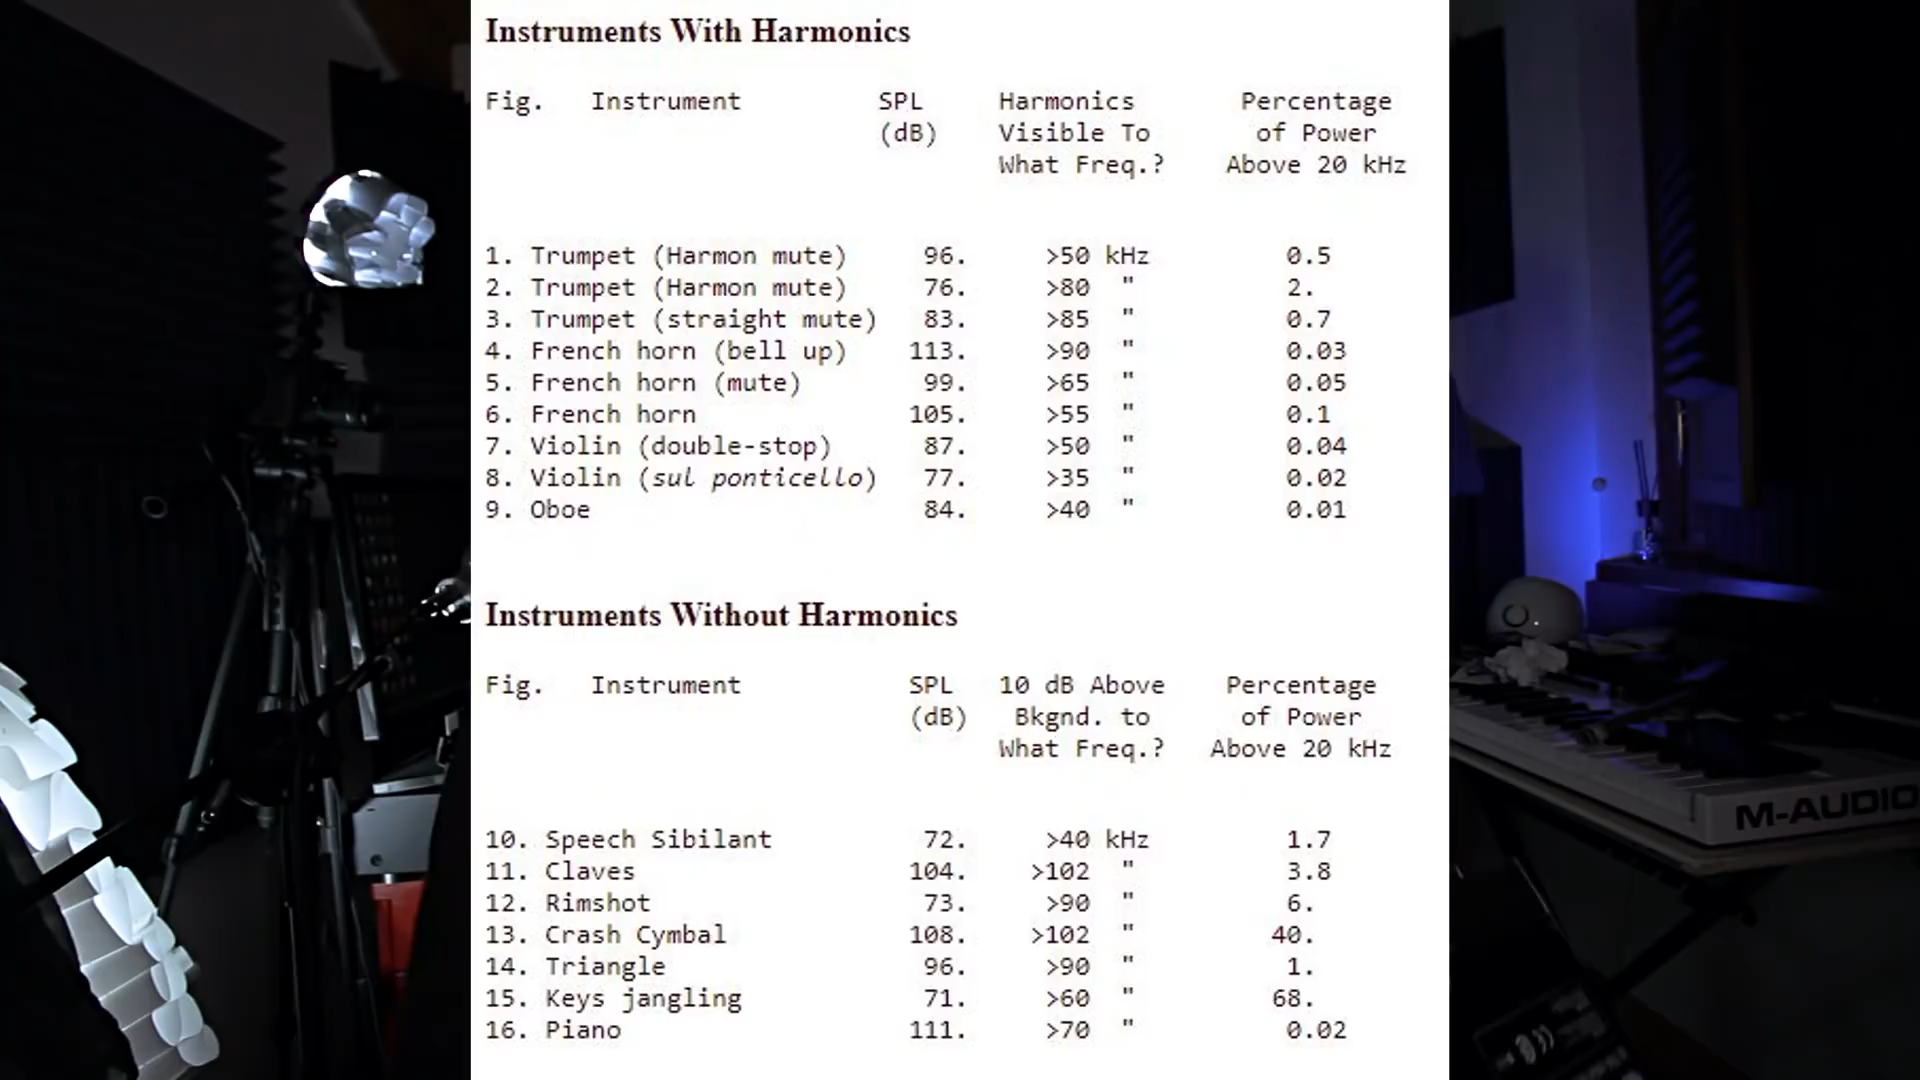 Instruments With Harmonics
Fig. Instrument SPL Harmonics Percentage
(dB) Visible To of Power
What Freq.? Above 20 kHz
1. Trumpet (Harmon mute) 96. >50 kHz 0.5
2. Trumpet (Harmon mute) 76. >80 " 2.
3. Trumpet (straight mute) 83. >85 " 0.7
4. French horn (bell up) 113. >90 " 0.03
5. French horn (mute) 99. >65 " 0.05
6. French horn 105. >55 " 0.1
7. Violin (double-stop) 87. >50 " 0.04
8. Violin (sul ponticello) 77. >35 " 0.02
9. Oboe 84. >40 " 0.01
Instruments Without Harmonics
Fig. Instrument SPL 10 dB Above Percentage
(dB) Bkgnd. to of Power
What Freq.? Above 20 kHz
10. Speech Sibilant 72. >40 kHz 1.7
11. Claves 104. >102 " 3.8
12. Rimshot 73. >90 " 6.
13. Crash Cymbal 108. >102 " 40.
14. Triangle 96. >90 " 1.
15. Keys jangling 71. >60 " 68.
16. Piano 111. >70 " 0.02
M-AUDIO